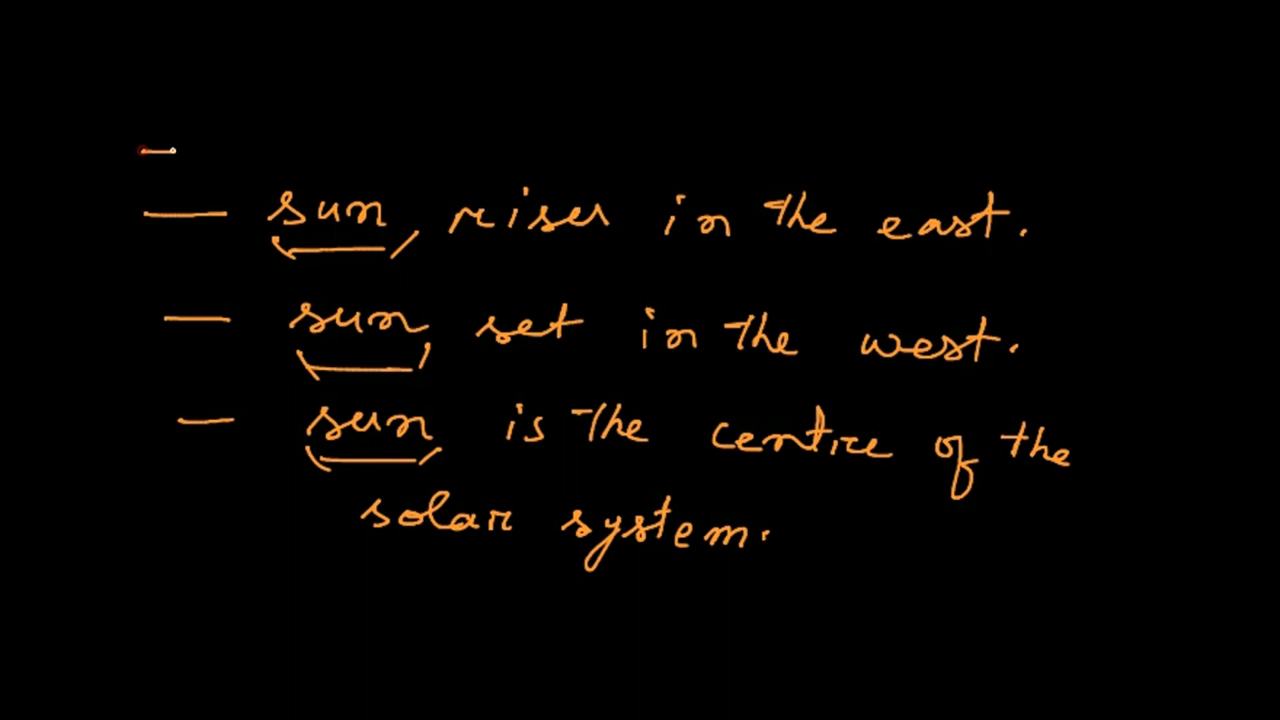 — sun, rises in the east.
— sun set in the west.
— sun is the centre of the
solar system.